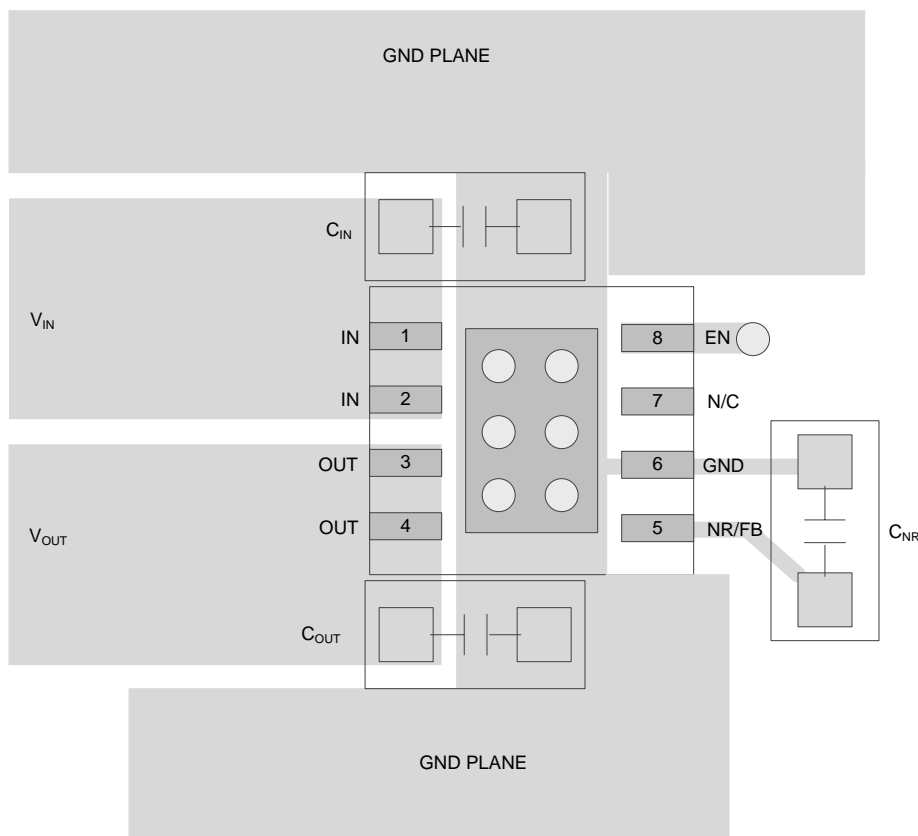 GND PLANE
C_IN
V_IN
IN 1 8 EN
IN 2 7 N/C
OUT 3 6 GND
OUT 4 5 NR/FB
V_OUT
C_NR
C_OUT
GND PLANE